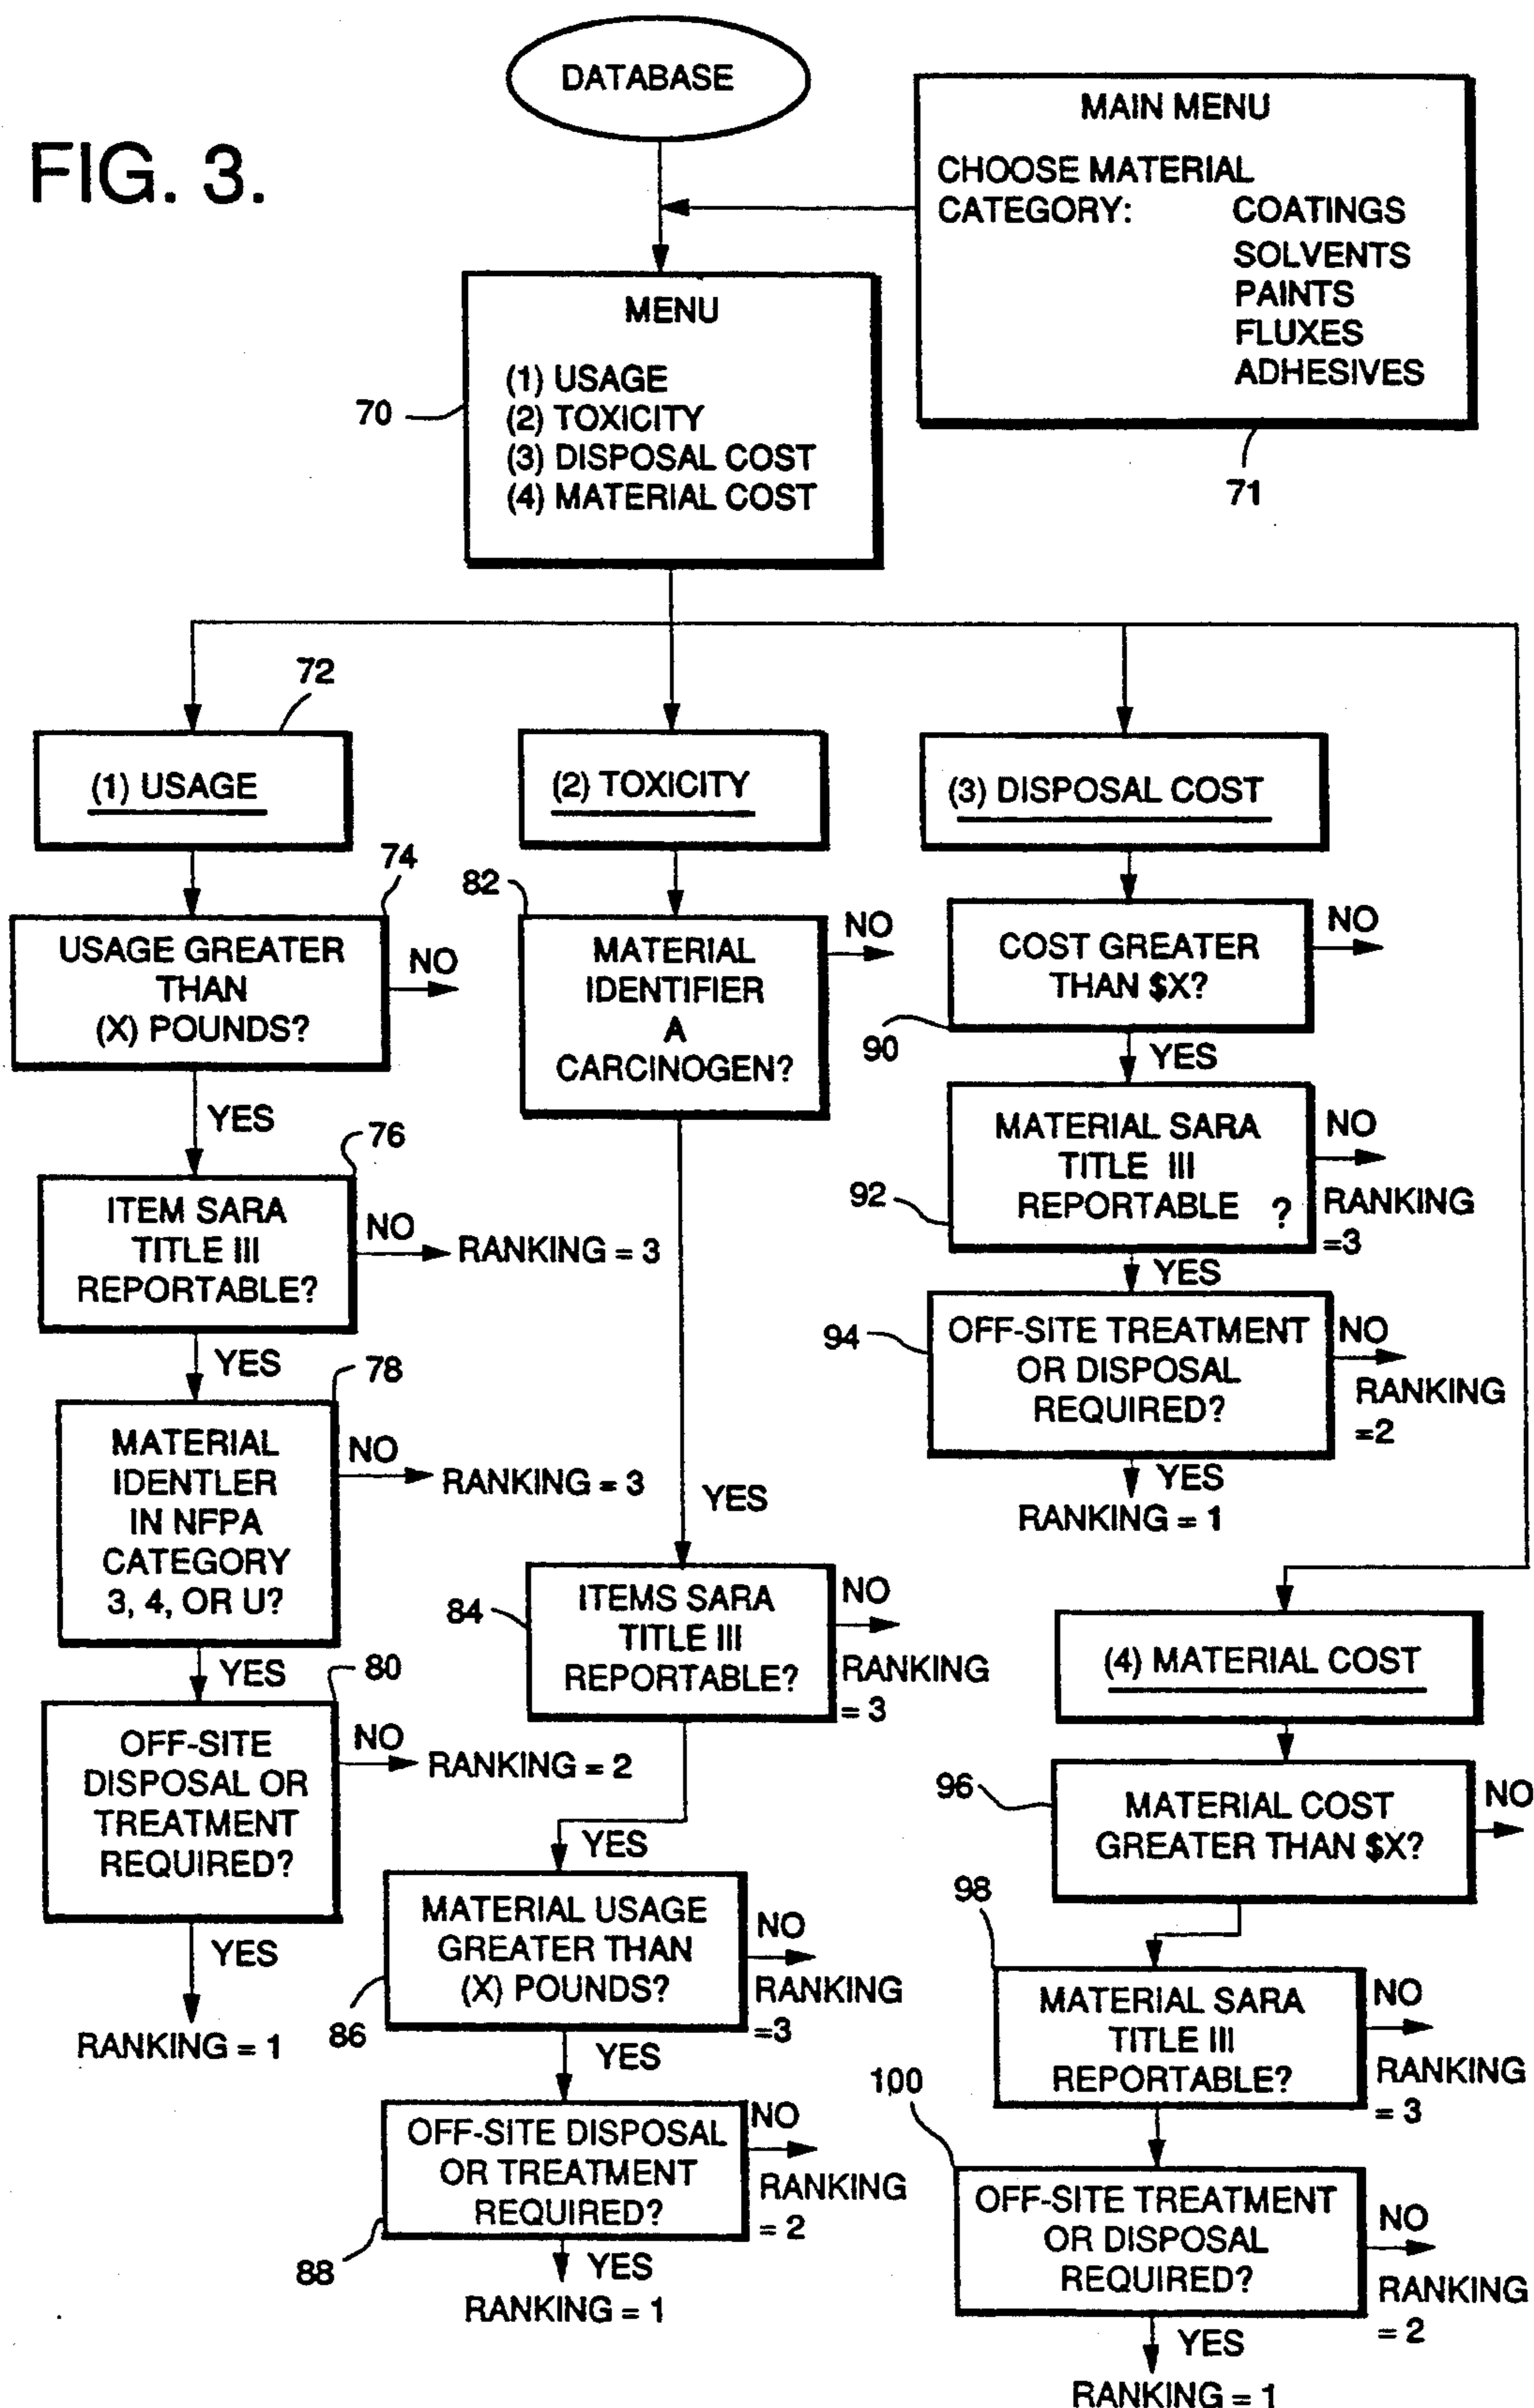 FIG. 3.
DATABASE
MAIN MENU
CHOOSE MATERIAL
CATEGORY: COATINGS
SOLVENTS
PAINTS
FLUXES
ADHESIVES
71
MENU
(1) USAGE
(2) TOXICITY
(3) DISPOSAL COST
(4) MATERIAL COST
70
72
(1) USAGE
74
USAGE GREATER
THAN
(X) POUNDS?
NO
YES
76
ITEM SARA
TITLE III
REPORTABLE?
NO
RANKING = 3
YES
78
MATERIAL
IDENTLER
IN NFPA
CATEGORY
3, 4, OR U?
NO
RANKING = 3
YES
80
OFF-SITE
DISPOSAL OR
TREATMENT
REQUIRED?
NO
RANKING = 2
YES
RANKING = 1
(2) TOXICITY
82
MATERIAL
IDENTIFIER
A
CARCINOGEN?
NO
YES
84
ITEMS SARA
TITLE III
REPORTABLE?
NO
RANKING
= 3
YES
MATERIAL USAGE
GREATER THAN
(X) POUNDS?
86
NO
RANKING
=3
YES
OFF-SITE DISPOSAL
OR TREATMENT
REQUIRED?
88
NO
RANKING
= 2
YES
RANKING = 1
(3) DISPOSAL COST
COST GREATER
THAN $X?
90
NO
YES
MATERIAL SARA
TITLE III
REPORTABLE ?
92
NO
RANKING
=3
YES
94
OFF-SITE TREATMENT
OR DISPOSAL
REQUIRED?
NO
RANKING
=2
YES
RANKING = 1
(4) MATERIAL COST
96
MATERIAL COST
GREATER THAN $X?
NO
98
MATERIAL SARA
TITLE III
REPORTABLE?
NO
RANKING
= 3
100
OFF-SITE TREATMENT
OR DISPOSAL
REQUIRED?
NO
RANKING
= 2
YES
RANKING = 1